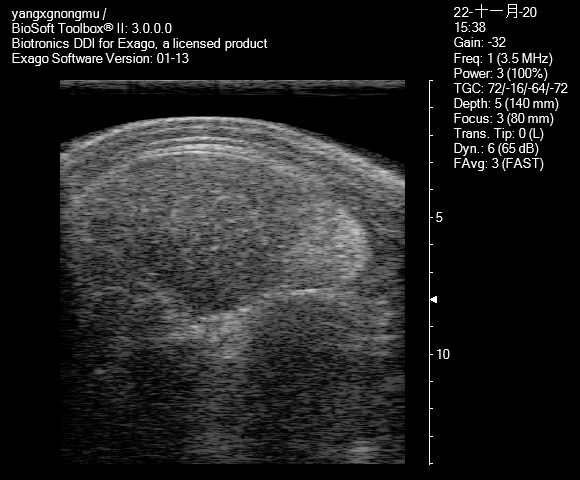 yangxgnongmu /
BioSoft Toolbox® II: 3.0.0.0
Biotronics DDI for Exago, a licensed product
Exago Software Version: 01-13
22-十一月-20
15:38
Gain: -32
Freq: 1 (3.5 MHz)
Power: 3 (100%)
TGC: 72/-16/-64/-72
Depth: 5 (140 mm)
Focus: 3 (80 mm)
Trans. Tip: 0 (L)
Dyn.: 6 (65 dB)
FAvg: 3 (FAST)
5
10